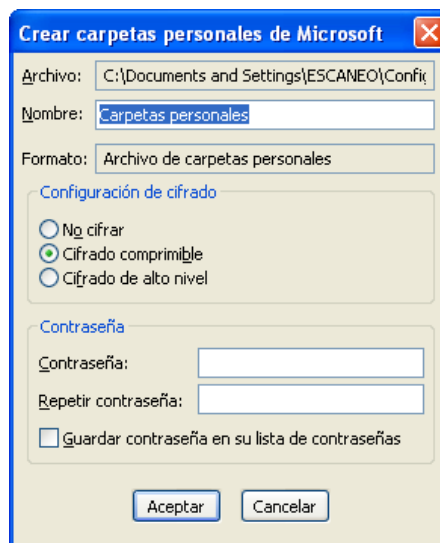 Crear carpetas personales de Microsoft
Archivo: C:\Documents and Settings\ESCANEO\Config
Nombre: Carpetas personales
Formato: Archivo de carpetas personales
Configuración de cifrado
No cifrar
Cifrado comprimible
Cifrado de alto nivel
Contraseña
Contraseña:
Repetir contraseña:
Guardar contraseña en su lista de contraseñas
Aceptar Cancelar